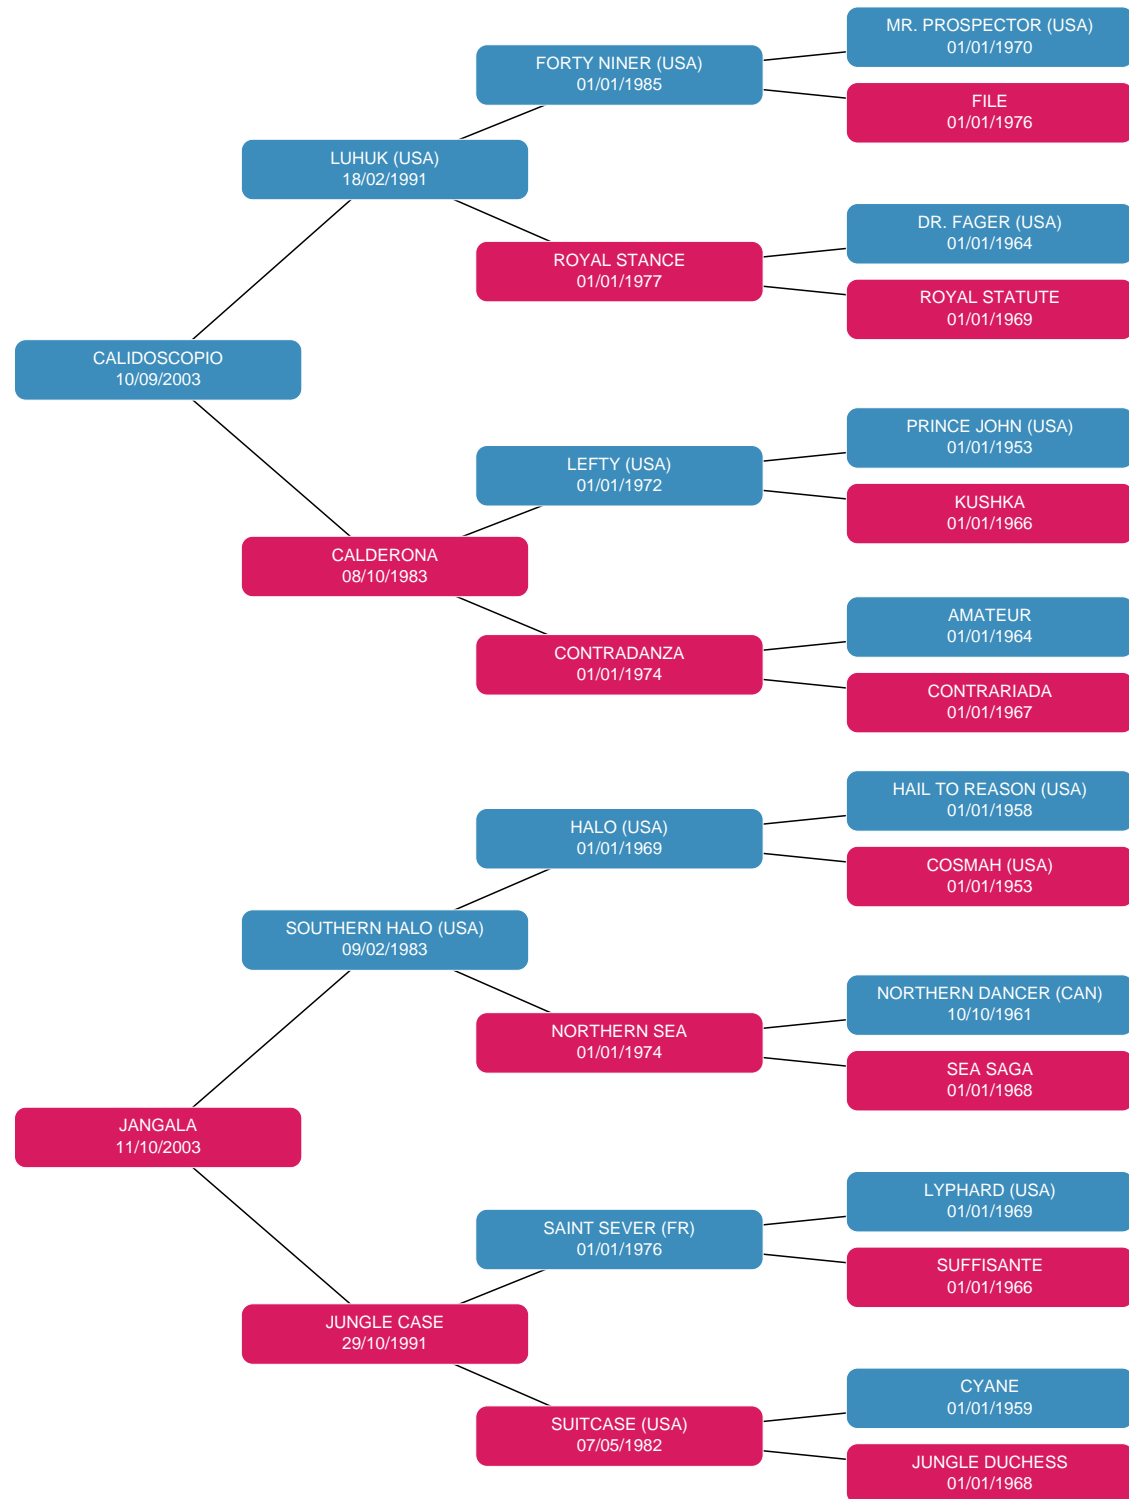 MR. PROSPECTOR (USA)
01/01/1970
FORTY NINER (USA)
01/01/1985
FILE
01/01/1976
LUHUK (USA)
18/02/1991
DR. FAGER (USA)
01/01/1964
ROYAL STANCE
01/01/1977
ROYAL STATUTE
01/01/1969
CALIDOSCOPIO
10/09/2003
PRINCE JOHN (USA)
01/01/1953
LEFTY (USA)
01/01/1972
KUSHKA
01/01/1966
CALDERONA
08/10/1983
AMATEUR
01/01/1964
CONTRADANZA
01/01/1974
CONTRARIADA
01/01/1967
HAIL TO REASON (USA)
01/01/1958
HALO (USA)
01/01/1969
COSMAH (USA)
01/01/1953
SOUTHERN HALO (USA)
09/02/1983
NORTHERN DANCER (CAN)
10/10/1961
NORTHERN SEA
01/01/1974
SEA SAGA
01/01/1968
JANGALA
11/10/2003
LYPHARD (USA)
01/01/1969
SAINT SEVER (FR)
01/01/1976
SUFFISANTE
01/01/1966
JUNGLE CASE
29/10/1991
CYANE
01/01/1959
SUITCASE (USA)
07/05/1982
JUNGLE DUCHESS
01/01/1968